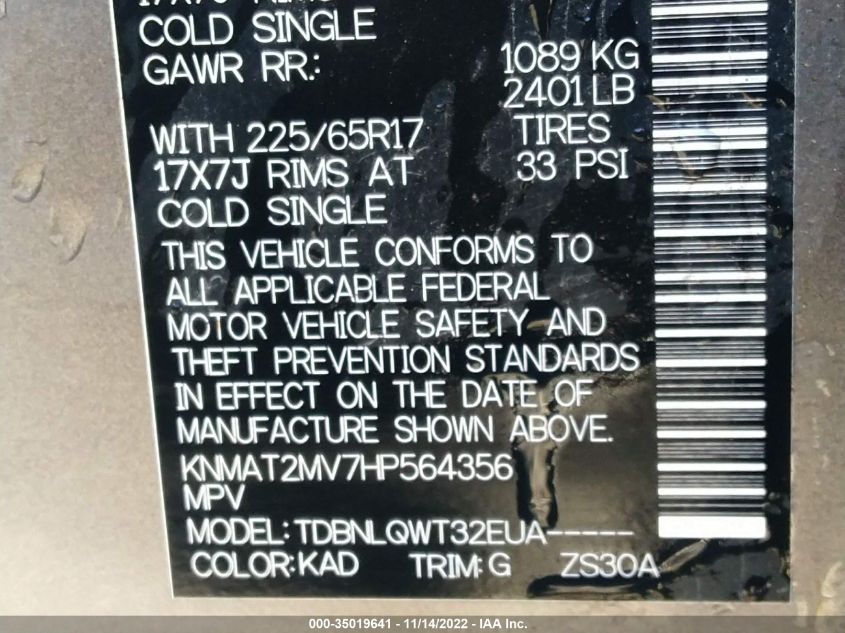 COLD SINGLE
GAWR RR.: 1089 KG
2401 LB
WITH 225/65R17 TIRES
17X7J RIMS AT 33 PSI
COLD SINGLE
THIS VEHICLE CONFORMS TO
ALL APPLICABLE FEDERAL
MOTOR VEHICLE SAFETY AND
THEFT PREVENTION STANDARDS
IN EFFECT ON THE DATE OF
MANUFACTURE SHOWN ABOVE.
KNMAT2MV7HP564356
MPV
MODEL: TDBNLQWT32EUA-----
COLOR: KAD TRIM: G ZS30A
000-35019641 - 11/14/2022 - IAA Inc.